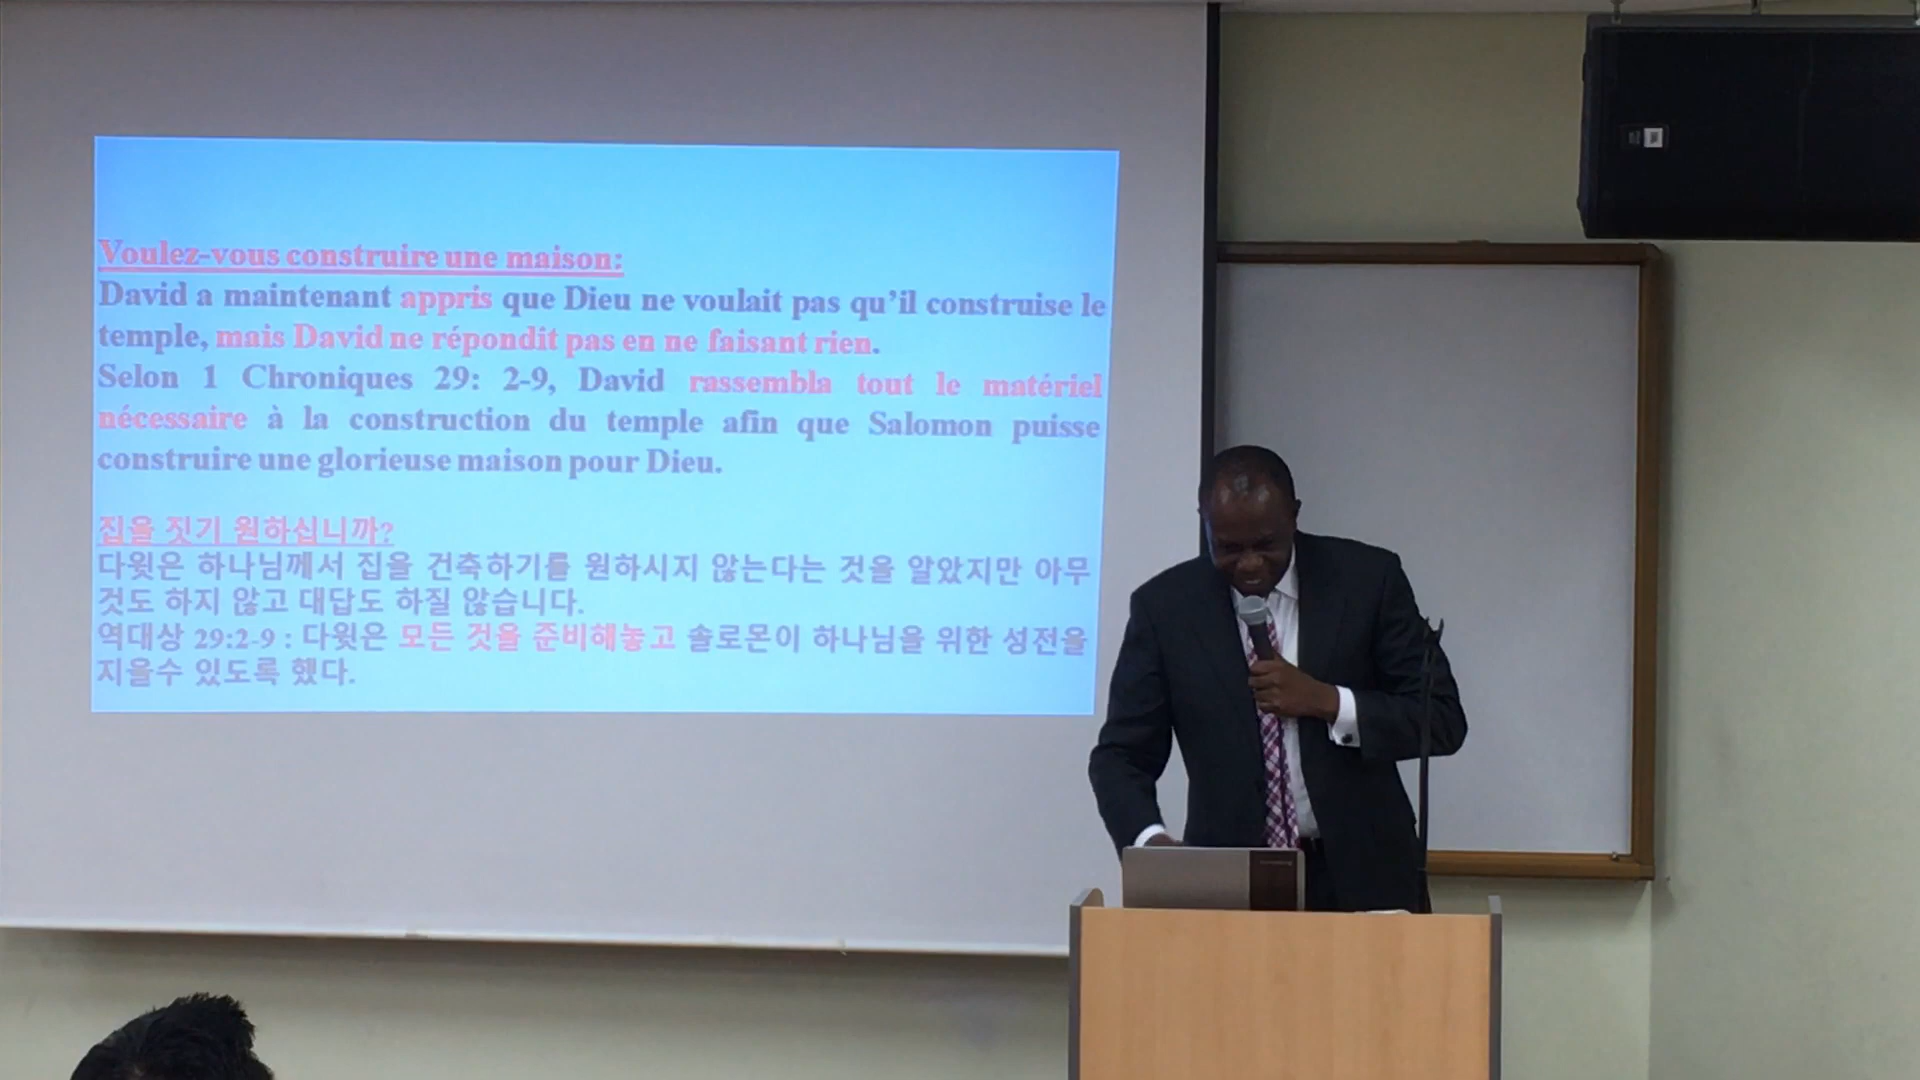 Voulez-vous construire une maison:
David a maintenant appris que Dieu ne voulait pas qu’il construise le
temple, mais David ne répondit pas en ne faisant rien.
Selon 1 Chroniques 29: 2-9, David rassembla tout le matériel
nécessaire à la construction du temple afin que Salomon puisse
construire une glorieuse maison pour Dieu.
집을 짓기 원하십니까?
다윗은 하나님께서 집을 건축하기를 원하시지 않는다는 것을 알았지만 아무
것도 하지 않고 대답도 하질 않습니다.
역대상 29:2-9 : 다윗은 모든 것을 준비해놓고 솔로몬이 하나님을 위한 성전을
지을수 있도록 했다.